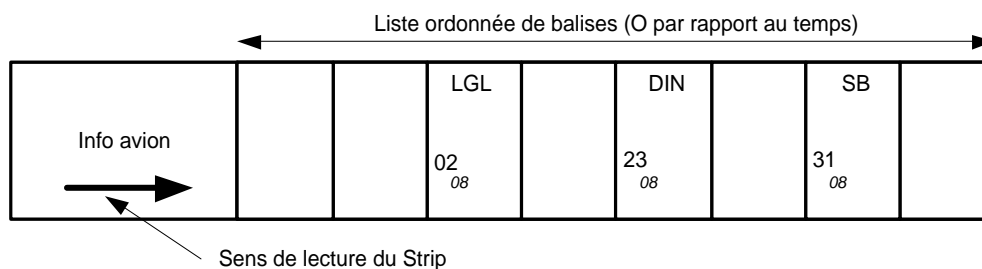 Liste ordonnée de balises (O par rapport au temps)
LGL DIN SB
Info avion
02 23 31
08 08 08
Sens de lecture du Strip